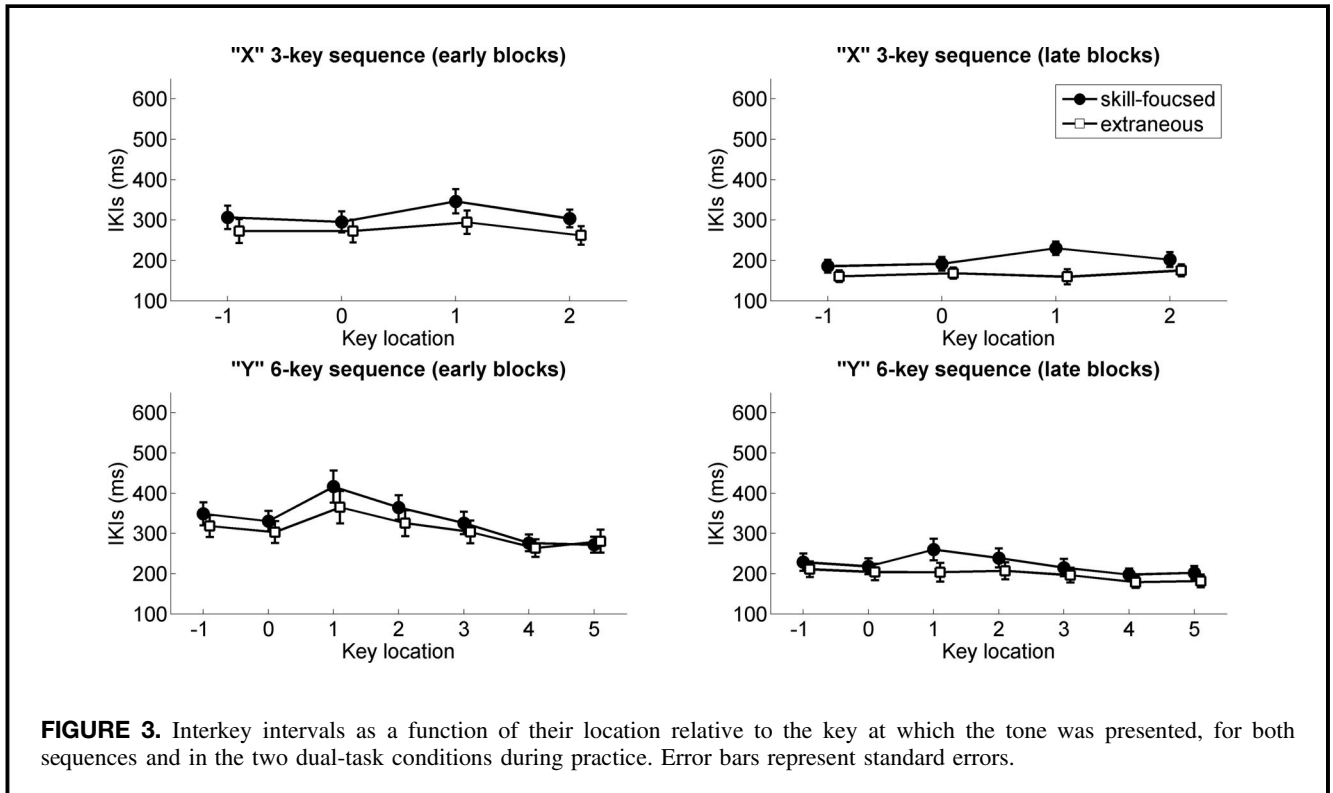 "X" 3-key sequence (early blocks)
600
500
400
300
200
100
IKIs (ms)
-1 0 1 2
Key location
"X" 3-key sequence (late blocks)
skill-foucsed
extraneous
600
500
400
300
200
100
IKIs (ms)
-1 0 1 2
Key location
"Y" 6-key sequence (early blocks)
600
500
400
300
200
100
IKIs (ms)
-1 0 1 2 3 4 5
Key location
"Y" 6-key sequence (late blocks)
600
500
400
300
200
100
IKIs (ms)
-1 0 1 2 3 4 5
Key location
FIGURE 3. Interkey intervals as a function of their location relative to the key at which the tone was presented, for both
sequences and in the two dual-task conditions during practice. Error bars represent standard errors.